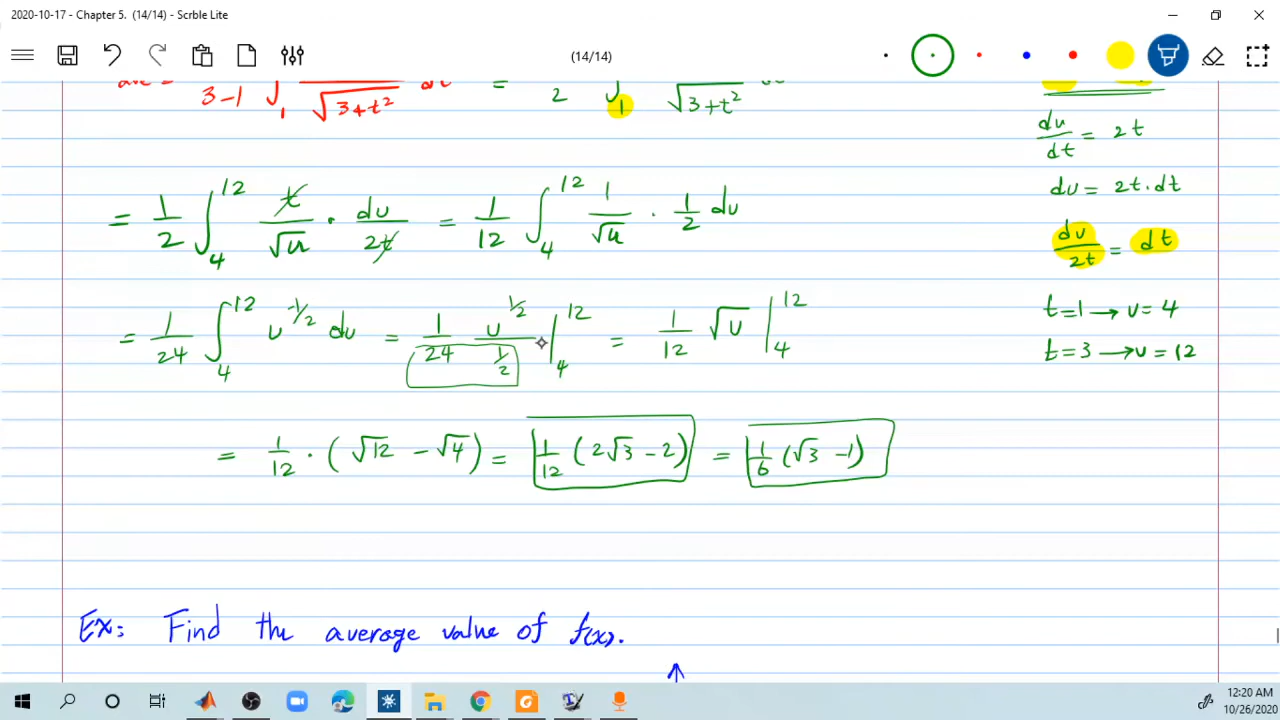 2020-10-17 - Chapter 5. (14/14) - Scrble Lite
(14/14)
3-1 ∫₁ √3+t² dt = 2 ∫₁ √3+t²
du/dt = 2t
du = 2t·dt
= 1/2 ∫₄¹² t/√u · du/2t = 1/12 ∫₄¹² 1/√u · 1/2 du
du/2t = dt
t=1 → u=4
= 1/24 ∫₄¹² u^-1/2 du = 1/24 u^1/2 / 1/2 |₄¹² = 1/12 √u |₄¹²
t=3 → u=12
= 1/12 · (√12 - √4) = 1/12 (2√3 - 2) = 1/6 (√3 - 1)
Ex: Find the average value of f(x).
12:20 AM
10/26/2020